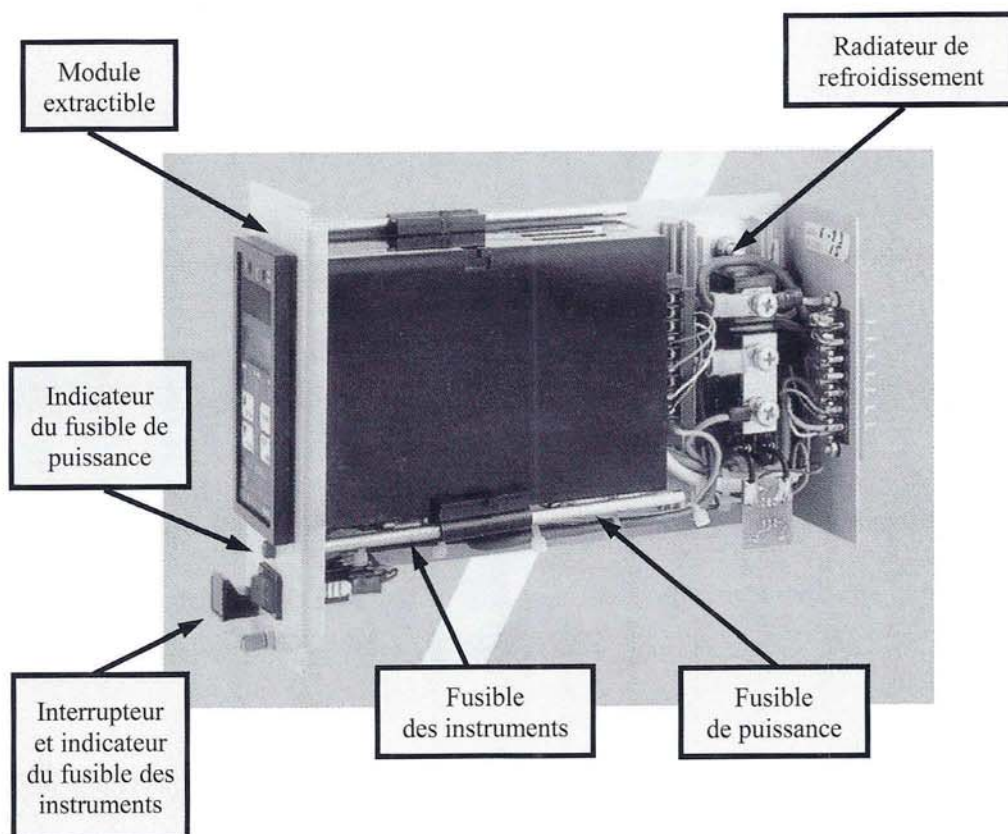 Module
extractible
Radiateur de
refroidissement
Indicateur
du fusible de
puissance
Interrupteur
et indicateur
du fusible des
instruments
Fusible
des instruments
Fusible
de puissance